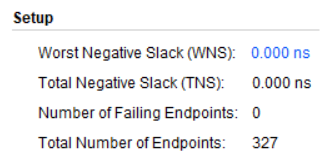 Setup
Worst Negative Slack (WNS): 0.000 ns
Total Negative Slack (TNS): 0.000 ns
Number of Failing Endpoints: 0
Total Number of Endpoints: 327